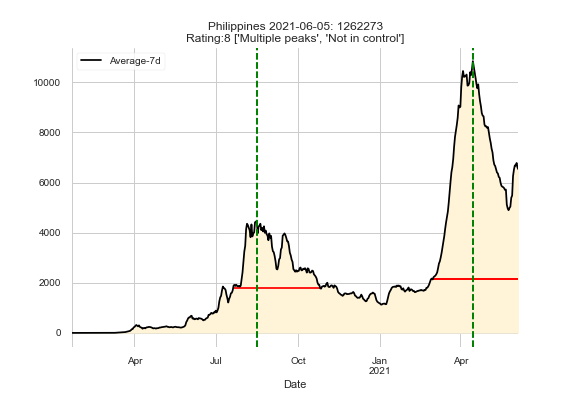 Philippines 2021-06-05: 1262273
Rating:8 ['Multiple peaks', 'Not in control']
Average-7d
10000
8000
6000
4000
2000
0
Apr
Jul
Oct
Jan
2021
Apr
Date